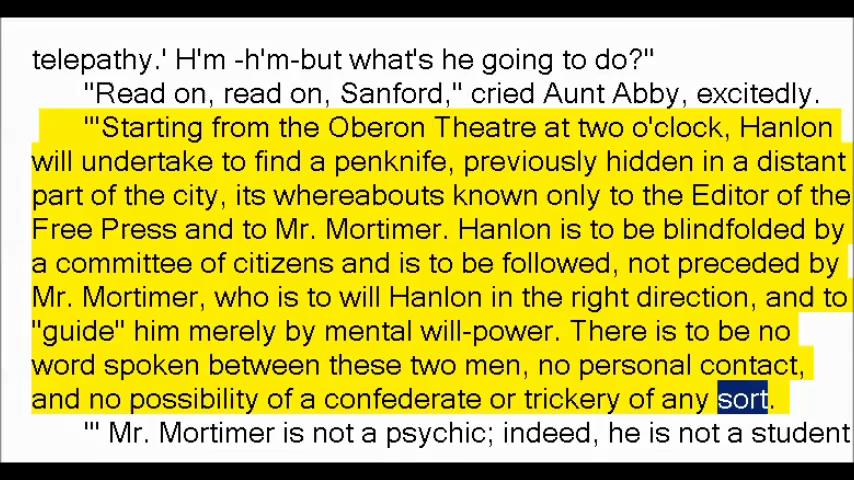 telepathy.' H'm -h'm-but what's he going to do?"
"Read on, read on, Sanford," cried Aunt Abby, excitedly.
"'Starting from the Oberon Theatre at two o'clock, Hanlon
will undertake to find a penknife, previously hidden in a distant
part of the city, its whereabouts known only to the Editor of the
Free Press and to Mr. Mortimer. Hanlon is to be blindfolded by
a committee of citizens and is to be followed, not preceded by
Mr. Mortimer, who is to will Hanlon in the right direction, and to
"guide" him merely by mental will-power. There is to be no
word spoken between these two men, no personal contact,
and no possibility of a confederate or trickery of any sort.
"' Mr. Mortimer is not a psychic; indeed, he is not a student